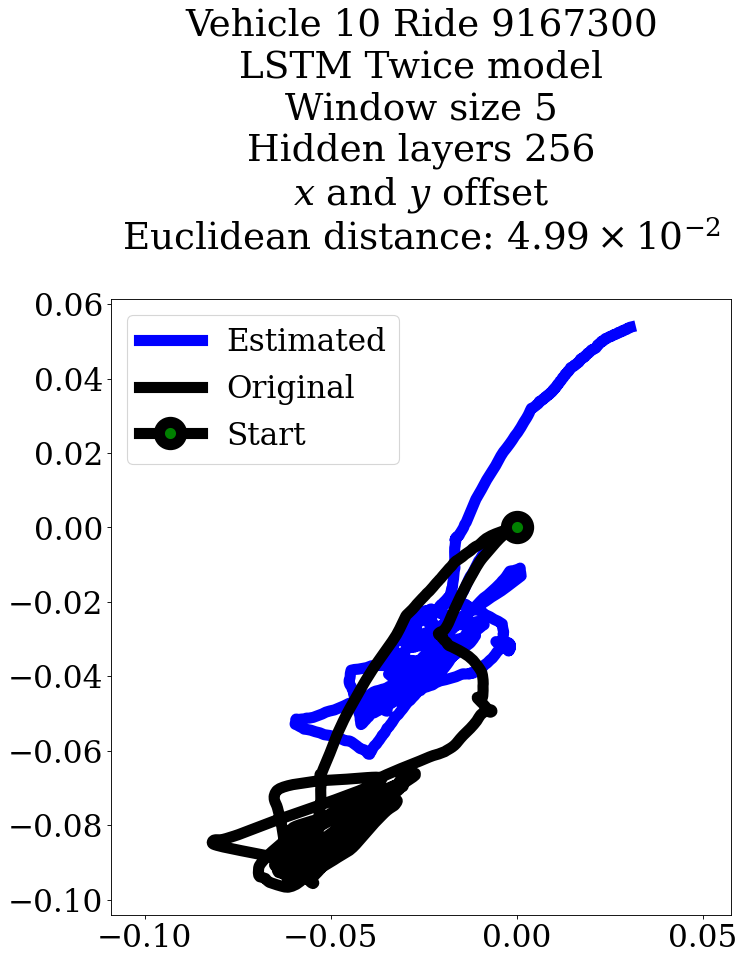 Vehicle 10 Ride 9167300
LSTM Twice model
Window size 5
Hidden layers 256
x and y offset
Euclidean distance: 4.99 × 10⁻²
Estimated
Original
Start
0.06
0.04
0.02
0.00
−0.02
−0.04
−0.06
−0.08
−0.10
−0.10 −0.05 0.00 0.05